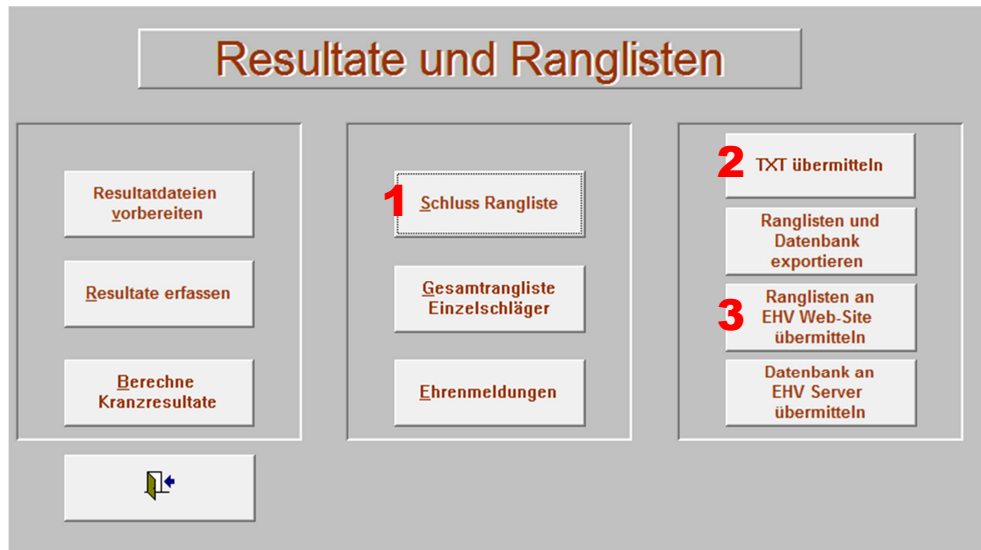 Resultate und Ranglisten
Resultatdateien
vorbereiten
Resultate erfassen
Berechne
Kranzresultate
1
Schluss Rangliste
Gesamtrangliste
Einzelschläger
Ehrenmeldungen
2
TXT übermitteln
Ranglisten und
Datenbank
exportieren
3
Ranglisten an
EHV Web-Site
übermitteln
Datenbank an
EHV Server
übermitteln